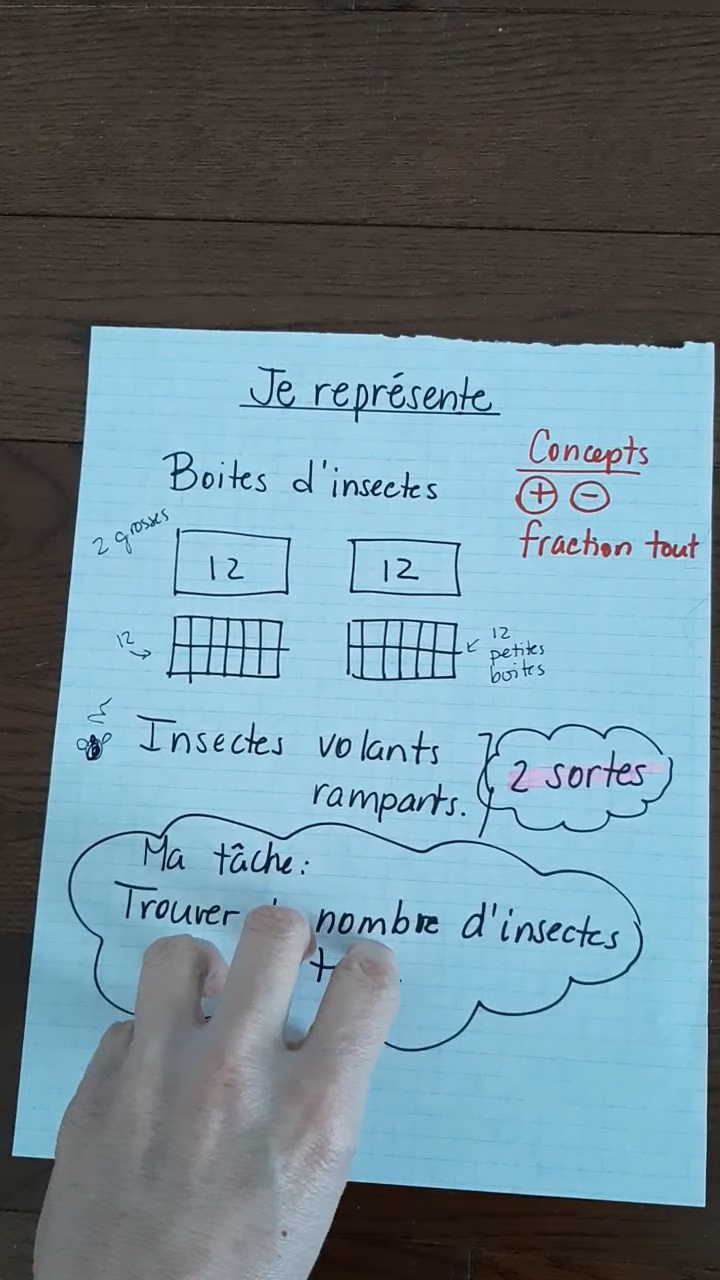 Je représente
Concepts
+ -
fraction tout
Boites d'insectes
2 grosses
12 12
12
12
petites
boites
Insectes volants
rampants.
2 sortes
Ma tâche:
Trouver nombre d'insectes